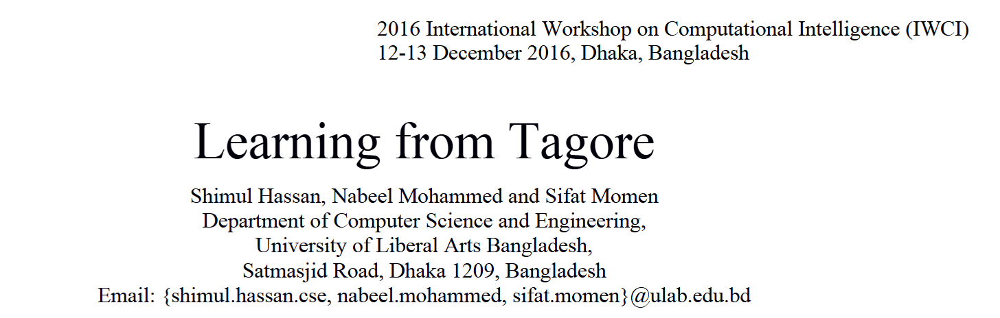 2016 International Workshop on Computational Intelligence (IWCI)
12-13 December 2016, Dhaka, Bangladesh
Learning from Tagore
Shimul Hassan, Nabeel Mohammed and Sifat Momen
Department of Computer Science and Engineering,
University of Liberal Arts Bangladesh,
Satmasjid Road, Dhaka 1209, Bangladesh
Email: {shimul.hassan.cse, nabeel.mohammed, sifat.momen}@ulab.edu.bd